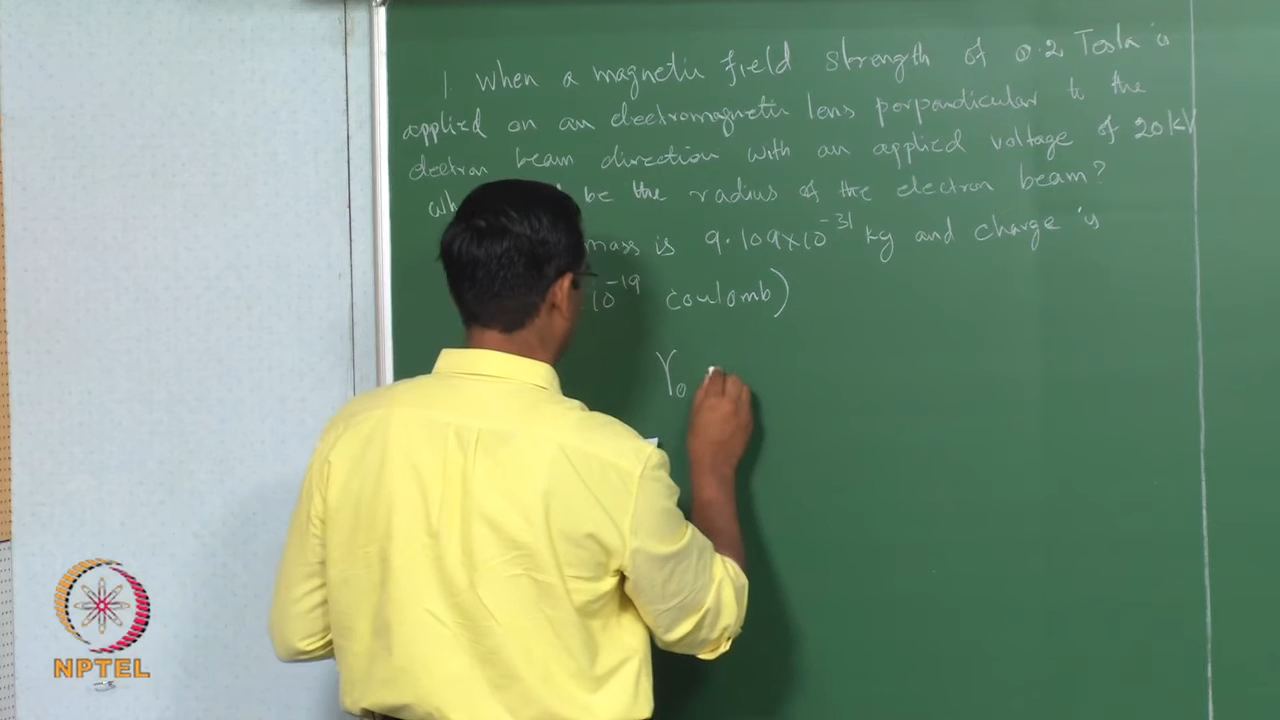 1. When a magnetic field strength of 0.2 Tesla is
applied on an electromagnetic lens perpendicular to the
electron beam direction with an applied voltage of 20 kV
be the radius of the electron beam?
mass is 9.109×10⁻³¹ kg and charge is
10⁻¹⁹ coulomb)
r₀
NPTEL